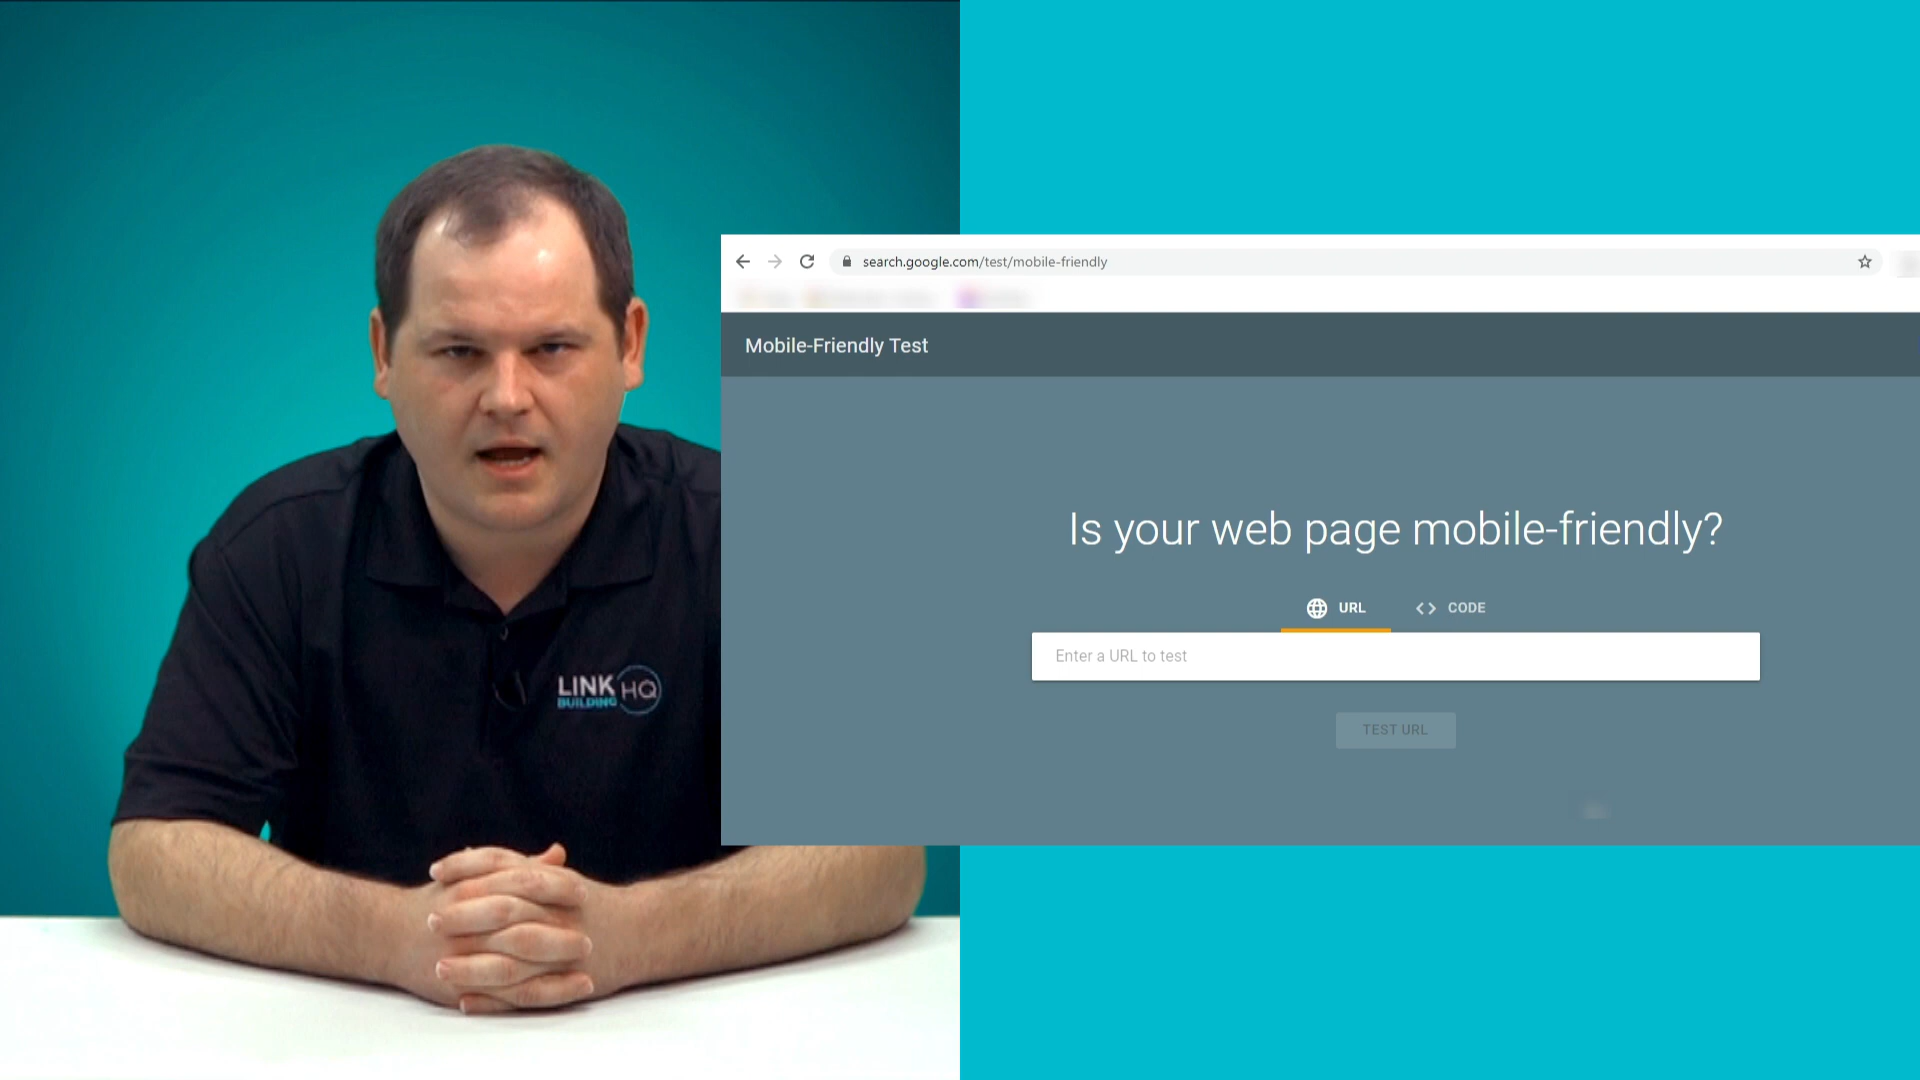 search.google.com/test/mobile-friendly
Mobile-Friendly Test
Is your web page mobile-friendly?
URL
<> CODE
Enter a URL to test
TEST URL
LINK HQ
BUILDING